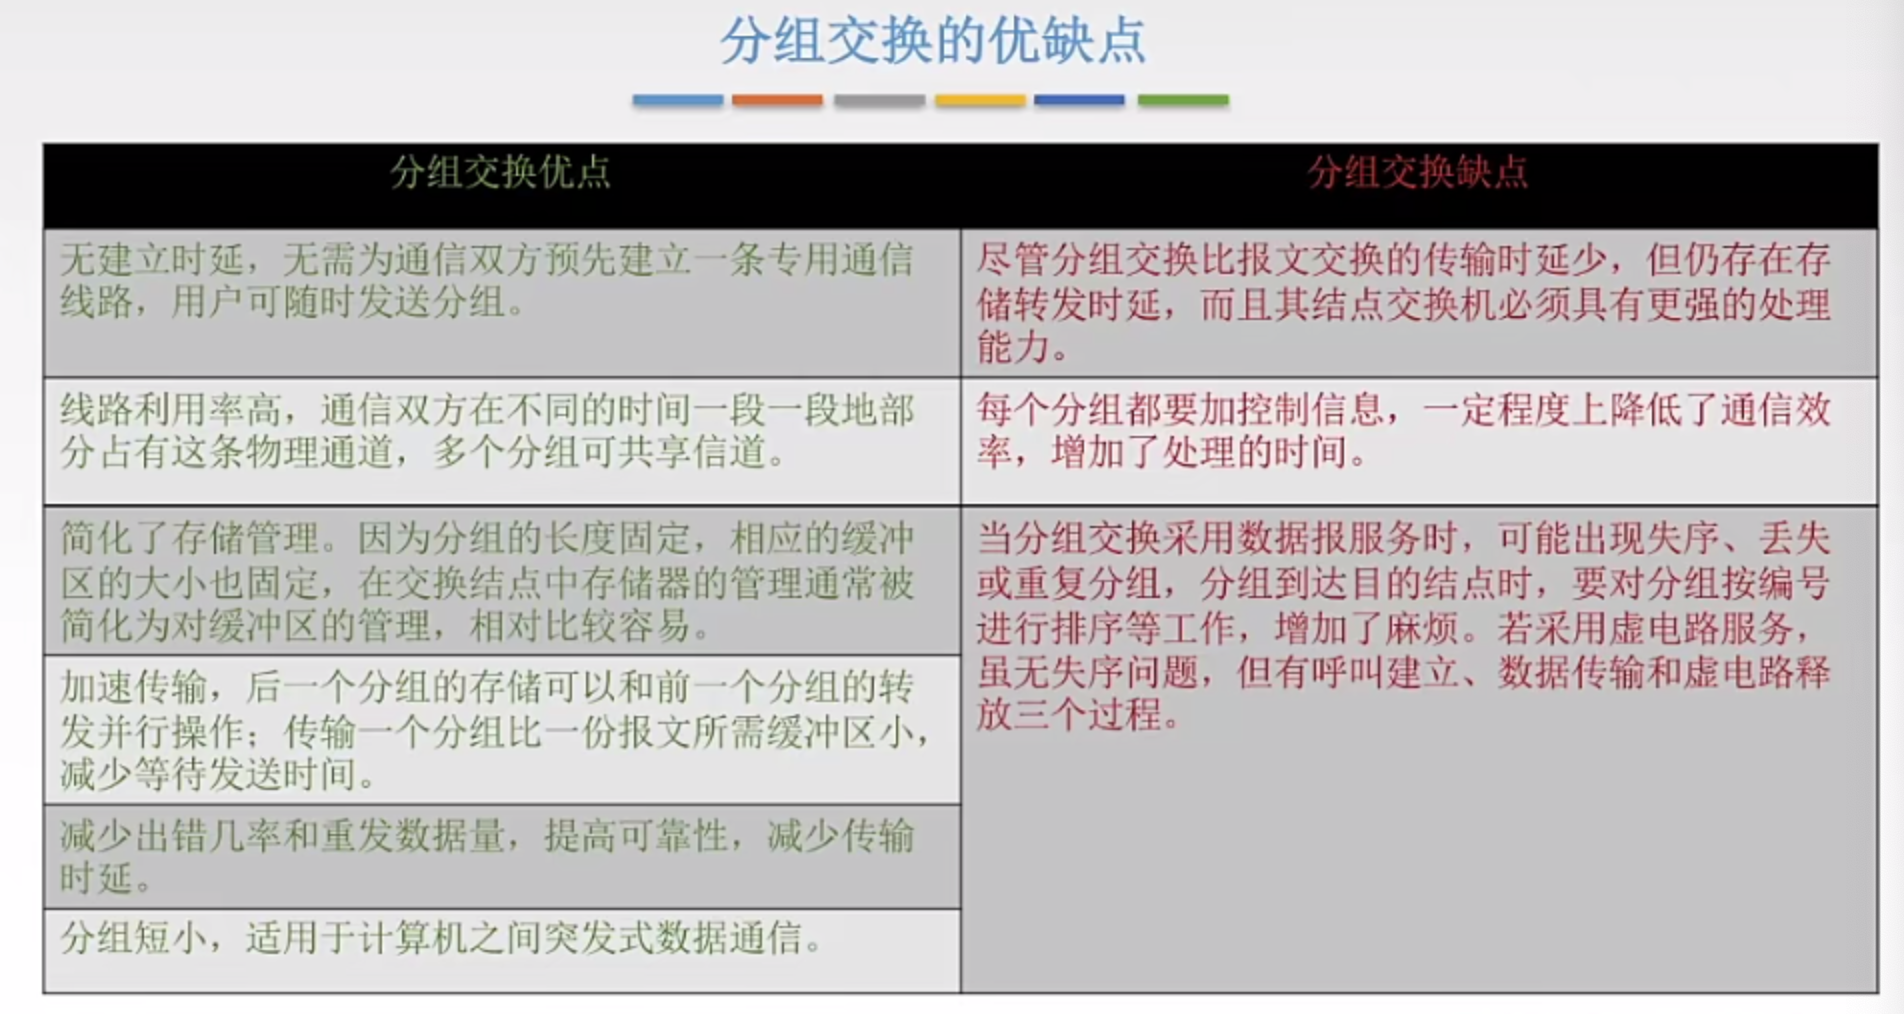 分组交换的优缺点
分组交换优点
分组交换缺点
无建立时延，无需为通信双方预先建立一条专用通信
线路，用户可随时发送分组。
尽管分组交换比报文交换的传输时延少，但仍存在存
储转发时延，而且其结点交换机必须具有更强的处理
能力。
线路利用率高，通信双方在不同的时间一段一段地部
分占有这条物理通道，多个分组可共享信道。
每个分组都要加控制信息，一定程度上降低了通信效
率，增加了处理的时间。
简化了存储管理。因为分组的长度固定，相应的缓冲
区的大小也固定，在交换结点中存储器的管理通常被
简化为对缓冲区的管理，相对比较容易。
当分组交换采用数据报服务时，可能出现失序、丢失
或重复分组，分组到达目的结点时，要对分组按编号
进行排序等工作，增加了麻烦。若采用虚电路服务，
虽无失序问题，但有呼叫建立、数据传输和虚电路释
放三个过程。
加速传输，后一个分组的存储可以和前一个分组的转
发并行操作；传输一个分组比一份报文所需缓冲区小，
减少等待发送时间。
减少出错几率和重发数据量，提高可靠性，减少传输
时延。
分组短小，适用于计算机之间突发式数据通信。